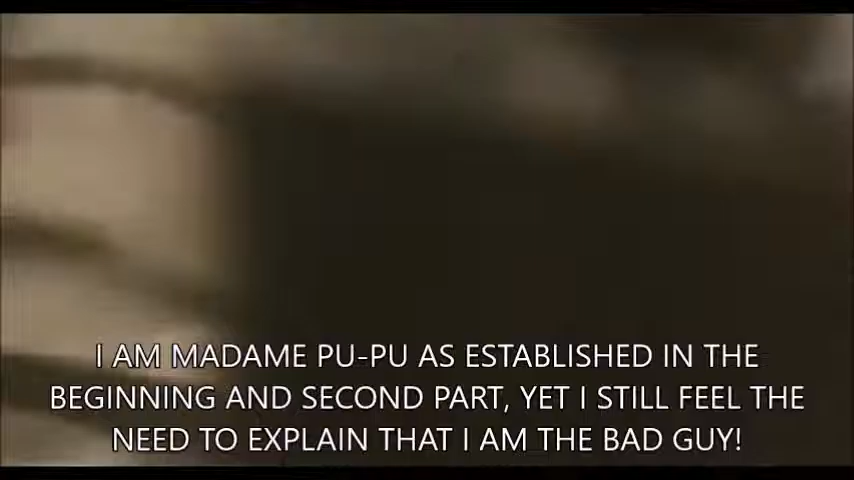 I AM MADAME PU-PU AS ESTABLISHED IN THE
BEGINNING AND SECOND PART, YET I STILL FEEL THE
NEED TO EXPLAIN THAT I AM THE BAD GUY!